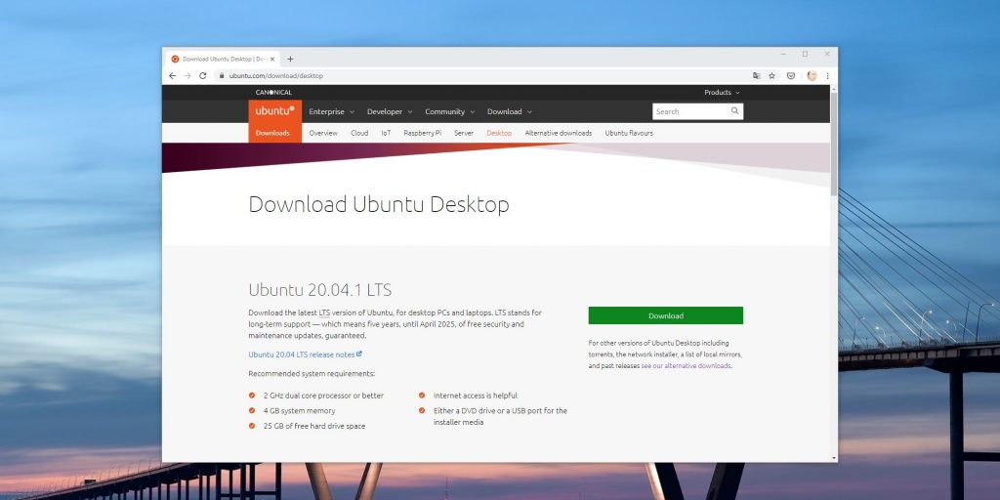 Download Ubuntu Desktop | Do
ubuntu.com/download/desktop
CANONICAL
Products
ubuntu
Enterprise
Developer
Community
Download
Search
Downloads
Overview
Cloud
IoT
Raspberry Pi
Server
Desktop
Alternative downloads
Ubuntu flavours
Download Ubuntu Desktop
Ubuntu 20.04.1 LTS
Download the latest LTS version of Ubuntu, for desktop PCs and laptops. LTS stands for
long-term support — which means five years, until April 2025, of free security and
maintenance updates, guaranteed.
Ubuntu 20.04 LTS release notes
Recommended system requirements:
2 GHz dual core processor or better
4 GB system memory
25 GB of free hard drive space
Internet access is helpful
Either a DVD drive or a USB port for the
installer media
Download
For other versions of Ubuntu Desktop including
torrents, the network installer, a list of local mirrors,
and past releases see our alternative downloads.